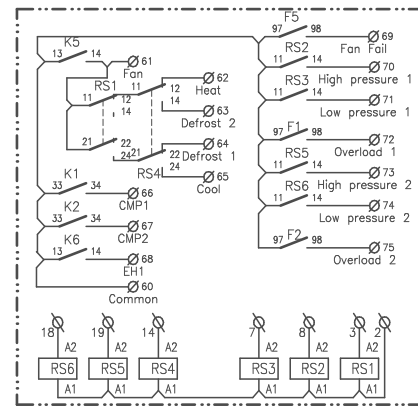 F5
97 98 69
Fan Fail
K5
13 14 61
Fan
RS2
11 14 70
High pressure 1
RS1
11 12 14
11 12 14
62
Heat
63
Defrost 2
RS3
11 14 71
Low pressure 1
21 22 24
21 22 24
RS4
64
Defrost 1
65
Cool
F1
97 98 72
Overload 1
RS5
11 14 73
High pressure 2
K1
33 34 66
CMP1
RS6
11 14 74
Low pressure 2
K2
33 34 67
CMP2
F2
97 98 75
Overload 2
K6
13 14 68
EH1
60
Common
18 19 14 7 8 3 2
A2 A2 A2 A2 A2 A2
RS6 RS5 RS4 RS3 RS2 RS1
A1 A1 A1 A1 A1 A1